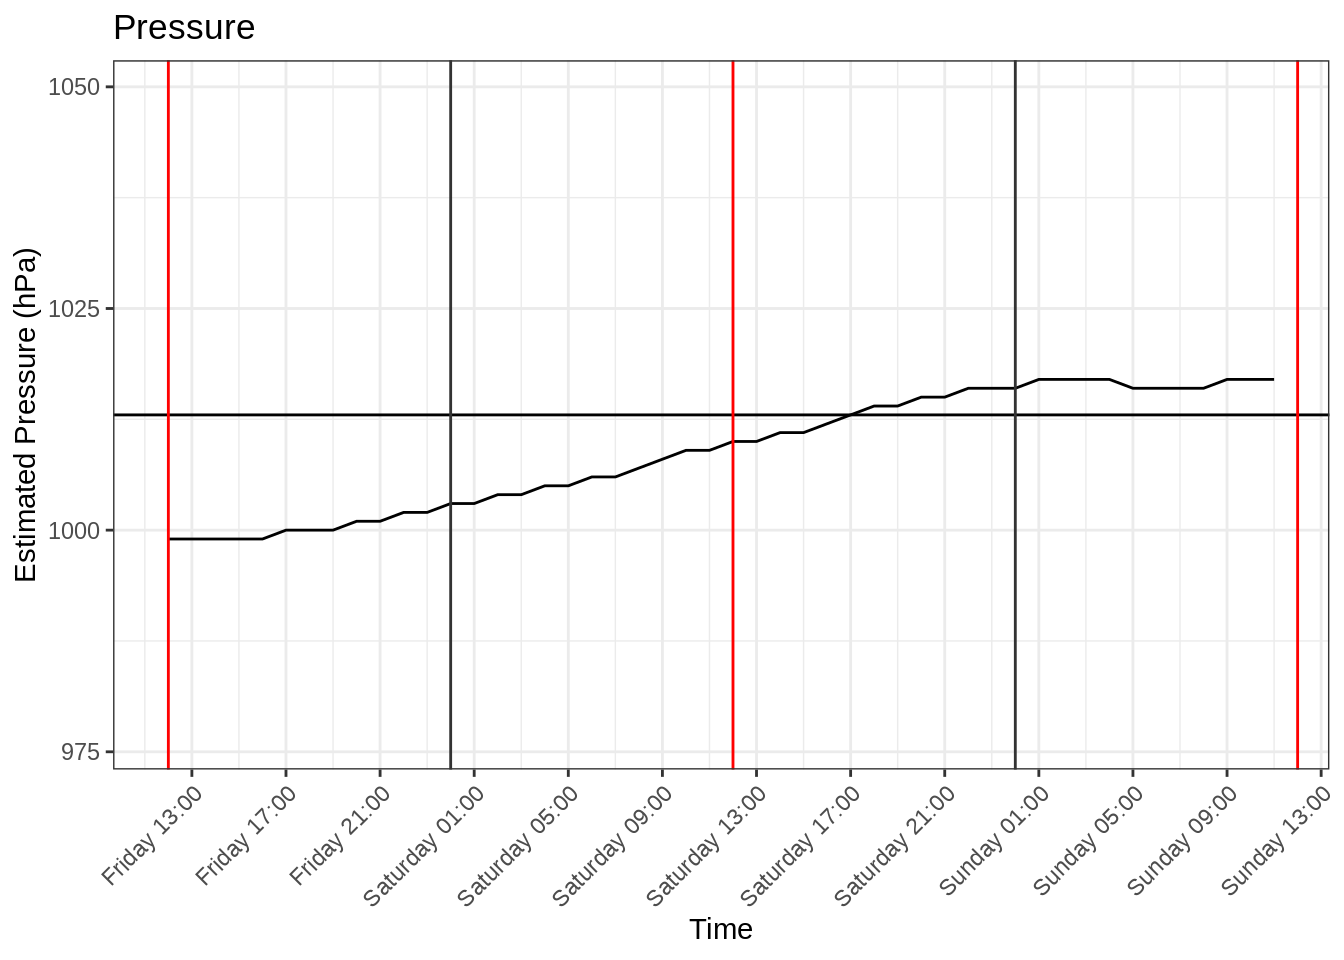 Pressure
Estimated Pressure (hPa)
1050
1025
1000
975
Friday 13:00
Friday 17:00
Friday 21:00
Saturday 01:00
Saturday 05:00
Saturday 09:00
Saturday 13:00
Saturday 17:00
Saturday 21:00
Sunday 01:00
Sunday 05:00
Sunday 09:00
Sunday 13:00
Time